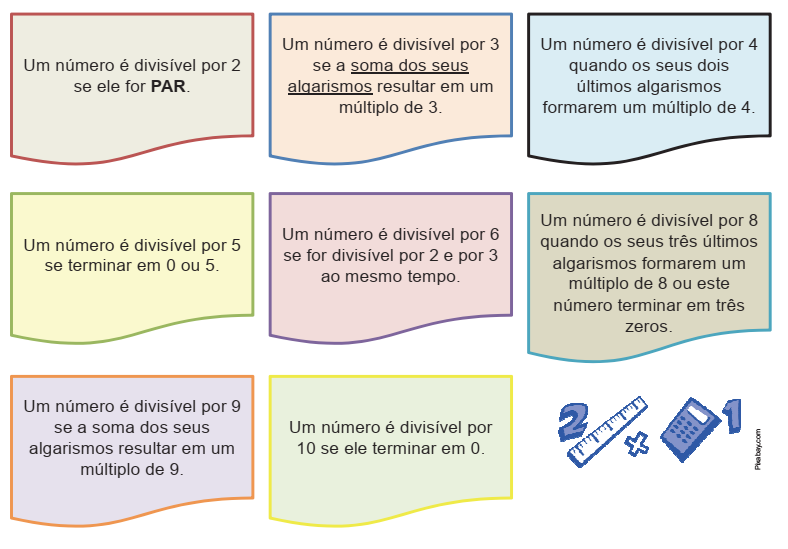 Um número é divisível por 2
se ele for PAR.
Um número é divisível por 3
se a soma dos seus
algarismos resultar em um
múltiplo de 3.
Um número é divisível por 4
quando os seus dois
últimos algarismos
formarem um múltiplo de 4.
Um número é divisível por 5
se terminar em 0 ou 5.
Um número é divisível por 6
se for divisível por 2 e por 3
ao mesmo tempo.
Um número é divisível por 8
quando os seus três últimos
algarismos formarem um
múltiplo de 8 ou este
número terminar em três
zeros.
Um número é divisível por 9
se a soma dos seus
algarismos resultar em um
múltiplo de 9.
Um número é divisível por
10 se ele terminar em 0.
2 + 1
Pixabay.com